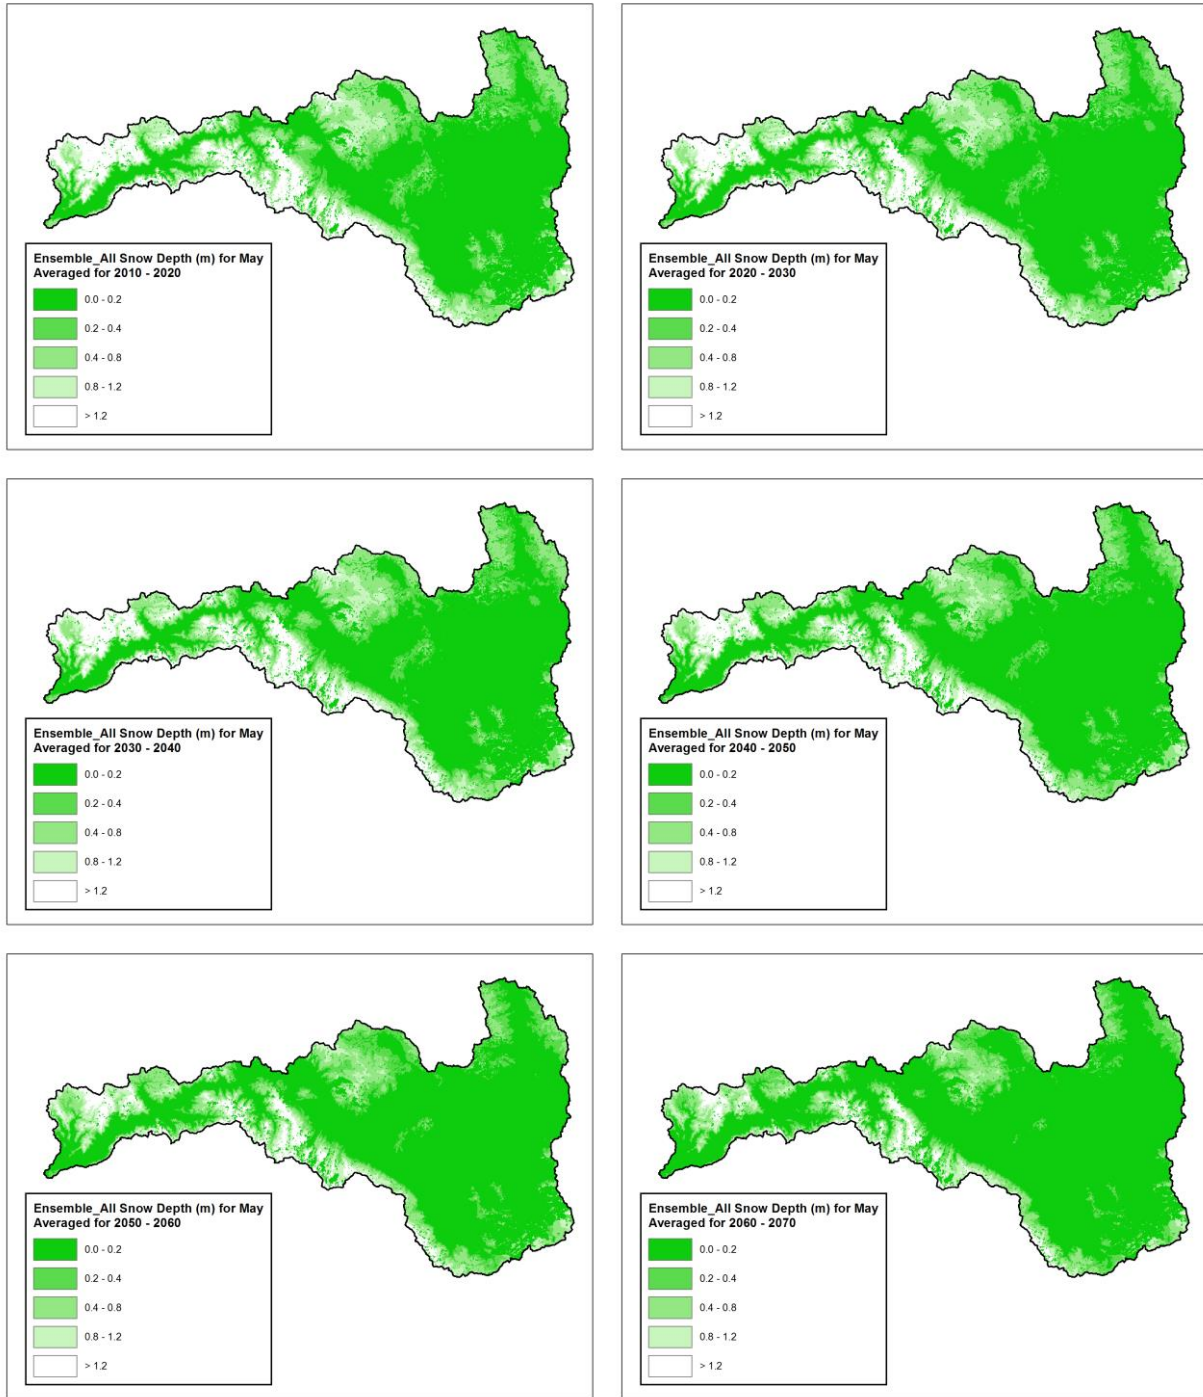 Ensemble_All Snow Depth (m) for May
Averaged for 2010 - 2020
0.0 - 0.2
0.2 - 0.4
0.4 - 0.8
0.8 - 1.2
> 1.2
Ensemble_All Snow Depth (m) for May
Averaged for 2020 - 2030
0.0 - 0.2
0.2 - 0.4
0.4 - 0.8
0.8 - 1.2
> 1.2
Ensemble_All Snow Depth (m) for May
Averaged for 2030 - 2040
0.0 - 0.2
0.2 - 0.4
0.4 - 0.8
0.8 - 1.2
> 1.2
Ensemble_All Snow Depth (m) for May
Averaged for 2040 - 2050
0.0 - 0.2
0.2 - 0.4
0.4 - 0.8
0.8 - 1.2
> 1.2
Ensemble_All Snow Depth (m) for May
Averaged for 2050 - 2060
0.0 - 0.2
0.2 - 0.4
0.4 - 0.8
0.8 - 1.2
> 1.2
Ensemble_All Snow Depth (m) for May
Averaged for 2060 - 2070
0.0 - 0.2
0.2 - 0.4
0.4 - 0.8
0.8 - 1.2
> 1.2